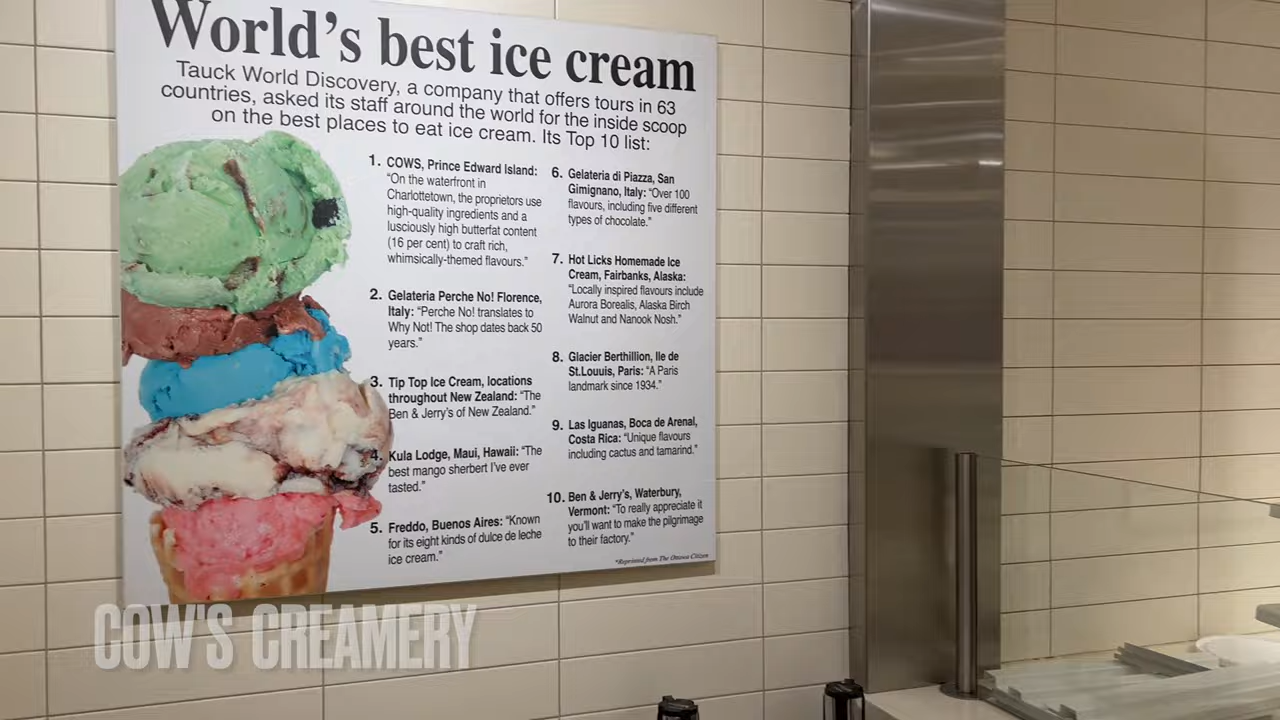 World's best ice cream
Tauck World Discovery, a company that offers tours in 63
countries, asked its staff around the world for the inside scoop
on the best places to eat ice cream. Its Top 10 list:
1. COWS, Prince Edward Island:
"On the waterfront in
Charlottetown, the proprietors use
high-quality ingredients and a
lusciously high butterfat content
(16 per cent) to craft rich,
whimsically-themed flavours."
2. Gelateria Perche No! Florence,
Italy: "Perche No! translates to
Why Not! The shop dates back 50
years."
3. Tip Top Ice Cream, locations
throughout New Zealand: "The
Ben & Jerry's of New Zealand."
4. Kula Lodge, Maui, Hawaii: "The
best mango sherbert I've ever
tasted."
5. Freddo, Buenos Aires: "Known
for its eight kinds of dulce de leche
ice cream."
6. Gelateria di Piazza, San
Gimignano, Italy: "Over 100
flavours, including five different
types of chocolate."
7. Hot Licks Homemade Ice
Cream, Fairbanks, Alaska:
"Locally inspired flavours include
Aurora Borealis, Alaska Birch
Walnut and Nanook Nosh."
8. Glacier Berthillion, Ile de
St.Louuis, Paris: "A Paris
landmark since 1934."
9. Las Iguanas, Boca de Arenal,
Costa Rica: "Unique flavours
including cactus and tamarind."
10. Ben & Jerry's, Waterbury,
Vermont: "To really appreciate it
you'll want to make the pilgrimage
to their factory."
*Reprinted from The Ottawa Citizen
COW'S CREAMERY